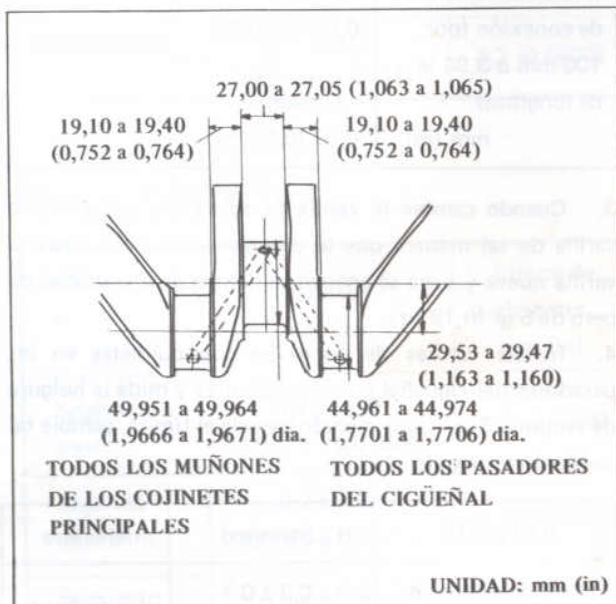 27,00 a 27,05 (1,063 a 1,065)
19,10 a 19,40
(0,752 a 0,764)
19,10 a 19,40
(0,752 a 0,764)
29,53 a 29,47
(1,163 a 1,160)
49,951 a 49,964
(1,9666 a 1,9671) dia.
44,961 a 44,974
(1,7701 a 1,7706) dia.
TODOS LOS MUÑONES
DE LOS COJINETES
PRINCIPALES
TODOS LOS PASADORES
DEL CIGÜEÑAL
UNIDAD: mm (in)